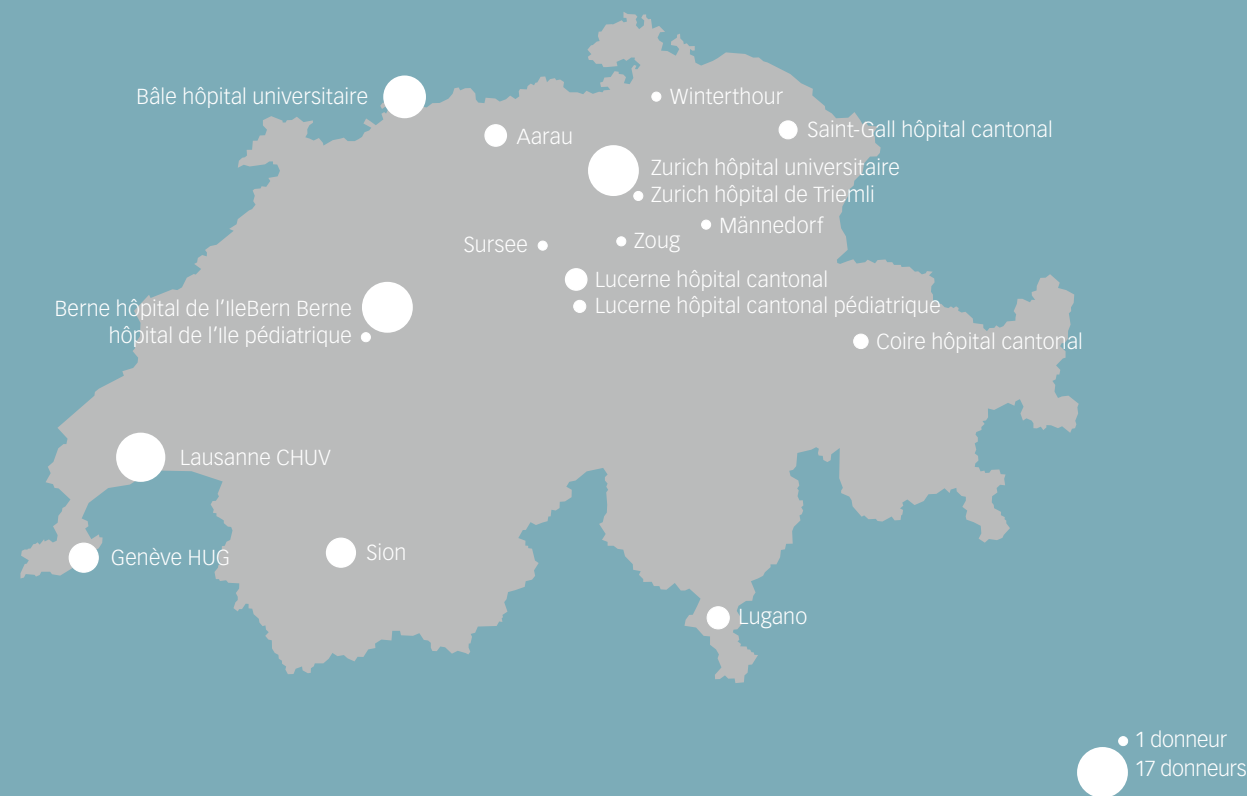 Bâle hôpital universitaire
Winterthour
Aarau
Saint-Gall hôpital cantonal
Zurich hôpital universitaire
Zurich hôpital de Triemli
Männedorf
Sursee
Zoug
Lucerne hôpital cantonal
Lucerne hôpital cantonal pédiatrique
Berne hôpital de l'IleBern Berne
hôpital de l'Ile pédiatrique
Coire hôpital cantonal
Lausanne CHUV
Genève HUG
Sion
Lugano
1 donneur
17 donneurs